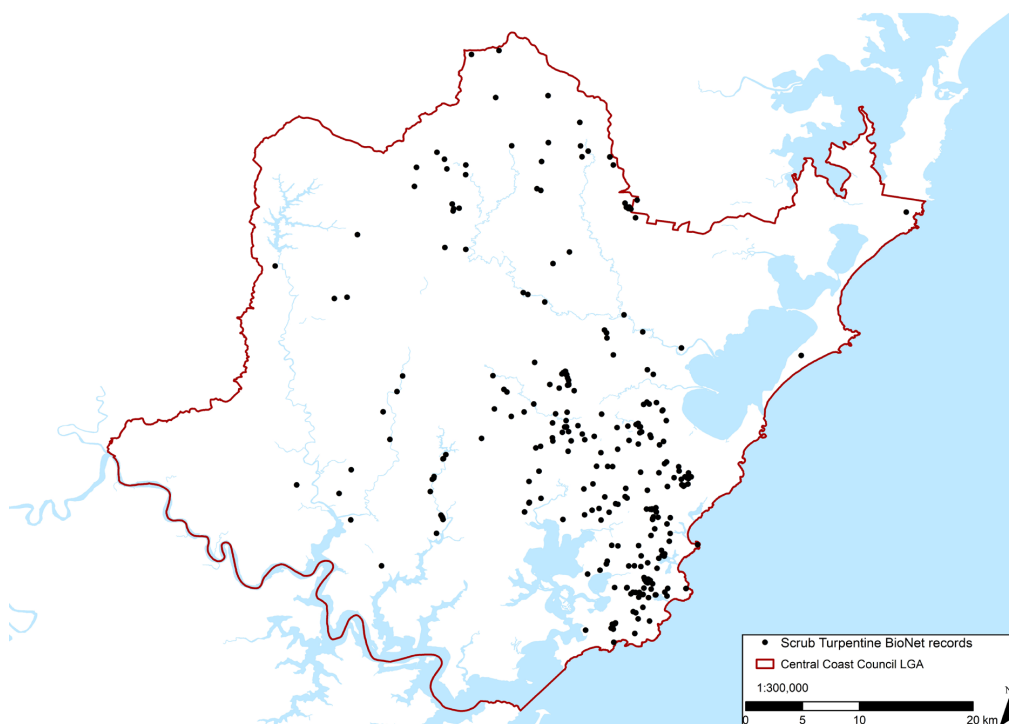 Scrub Turpentine BioNet records
Central Coast Council LGA
1:300,000
0 5 10 20 km
N